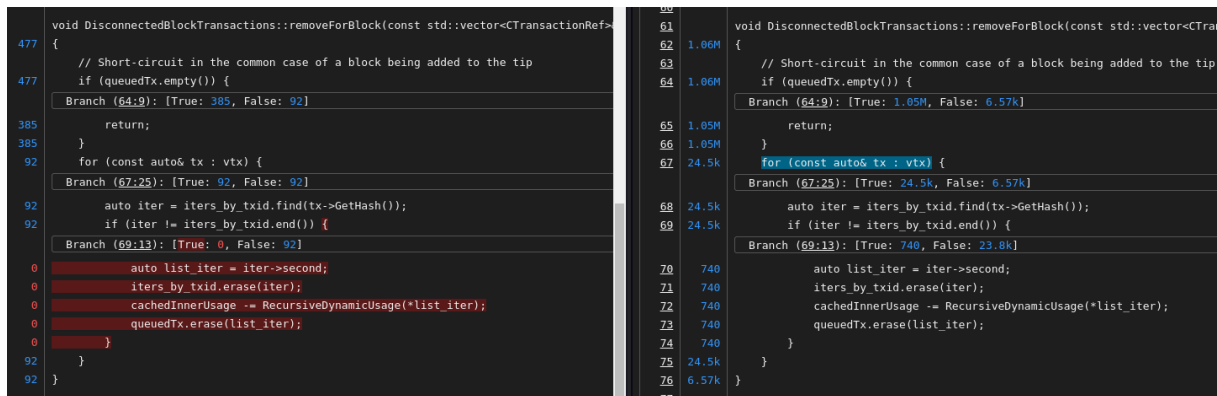 void DisconnectedBlockTransactions::removeForBlock(const std::vector<CTransactionRef>&
477 {
// Short-circuit in the common case of a block being added to the tip
477 if (queuedTx.empty()) {
Branch (64:9): [True: 385, False: 92]
385 return;
385 }
92 for (const auto& tx : vtx) {
Branch (67:25): [True: 92, False: 92]
92 auto iter = iters_by_txid.find(tx->GetHash());
92 if (iter != iters_by_txid.end()) {
Branch (69:13): [True: 0, False: 92]
0 auto list_iter = iter->second;
0 iters_by_txid.erase(iter);
0 cachedInnerUsage -= RecursiveDynamicUsage(*list_iter);
0 queuedTx.erase(list_iter);
0 }
92 }
92 }
60
61 void DisconnectedBlockTransactions::removeForBlock(const std::vector<CTran
62 1.06M {
63 // Short-circuit in the common case of a block being added to the tip
64 1.06M if (queuedTx.empty()) {
Branch (64:9): [True: 1.05M, False: 6.57k]
65 1.05M return;
66 1.05M }
67 24.5k for (const auto& tx : vtx) {
Branch (67:25): [True: 24.5k, False: 6.57k]
68 24.5k auto iter = iters_by_txid.find(tx->GetHash());
69 24.5k if (iter != iters_by_txid.end()) {
Branch (69:13): [True: 740, False: 23.8k]
70 740 auto list_iter = iter->second;
71 740 iters_by_txid.erase(iter);
72 740 cachedInnerUsage -= RecursiveDynamicUsage(*list_iter);
73 740 queuedTx.erase(list_iter);
74 740 }
75 24.5k }
76 6.57k }